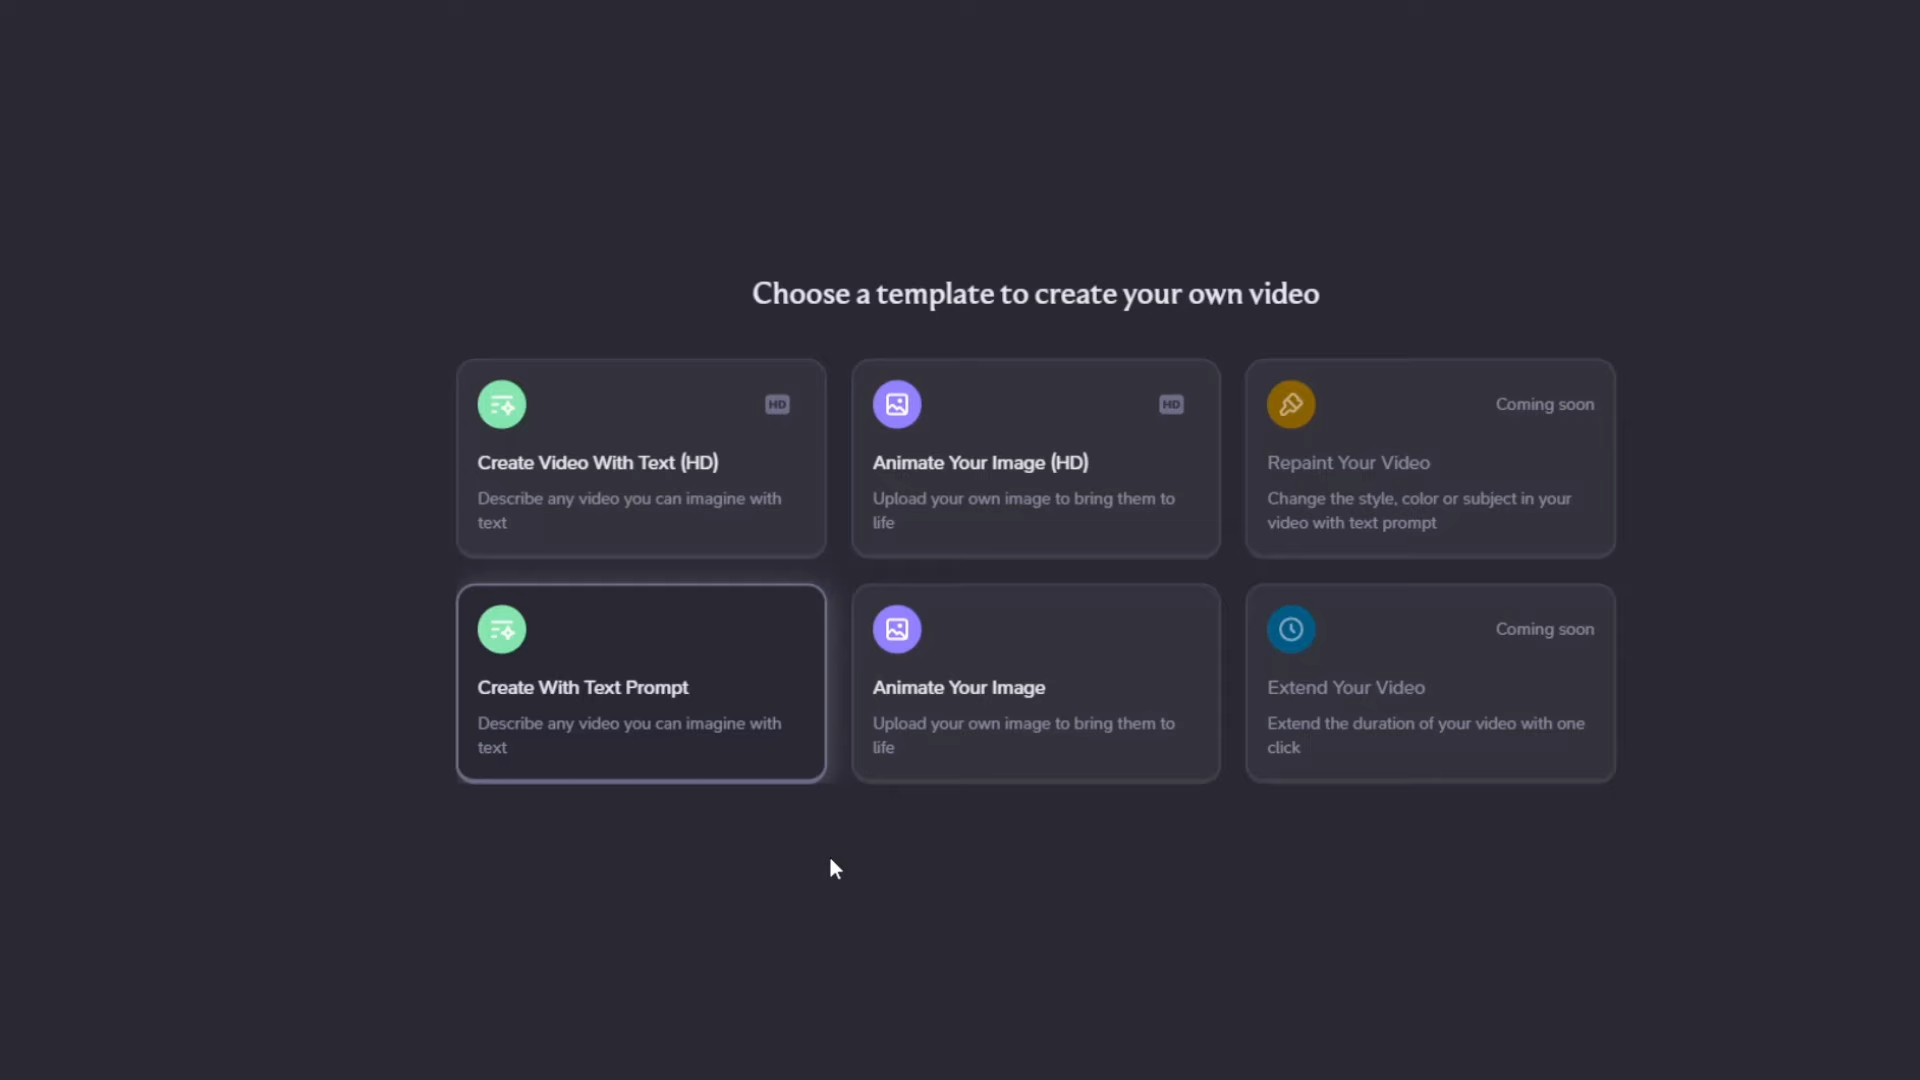 Choose a template to create your own video
HD
Create Video With Text (HD)
Describe any video you can imagine with
text
HD
Animate Your Image (HD)
Upload your own image to bring them to
life
Coming soon
Repaint Your Video
Change the style, color or subject in your
video with text prompt
Create With Text Prompt
Describe any video you can imagine with
text
Animate Your Image
Upload your own image to bring them to
life
Coming soon
Extend Your Video
Extend the duration of your video with one
click